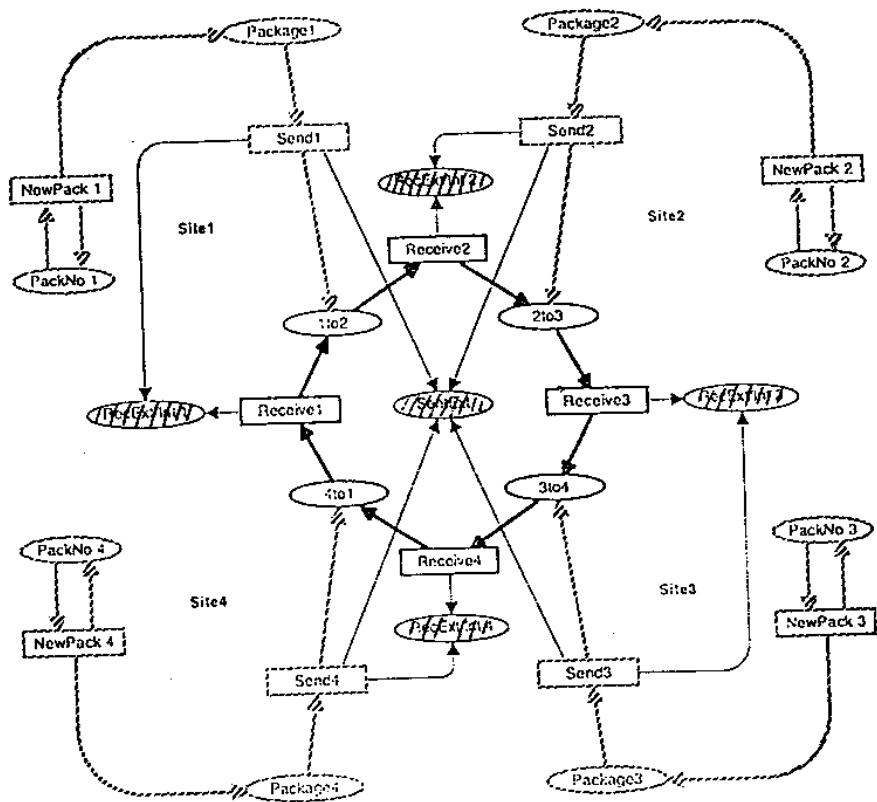 Package1
Package2
Send1
Send2
NewPack 1
NewPack 2
Site1
Site2
Receive2
PackNo 1
PackNo 2
1to2
2to3
Receive1
Receive3
4to1
3to4
PackNo 4
PackNo 3
Receive4
Site4
Site3
NewPack 4
NewPack 3
Send4
Send3
Package4
Package3